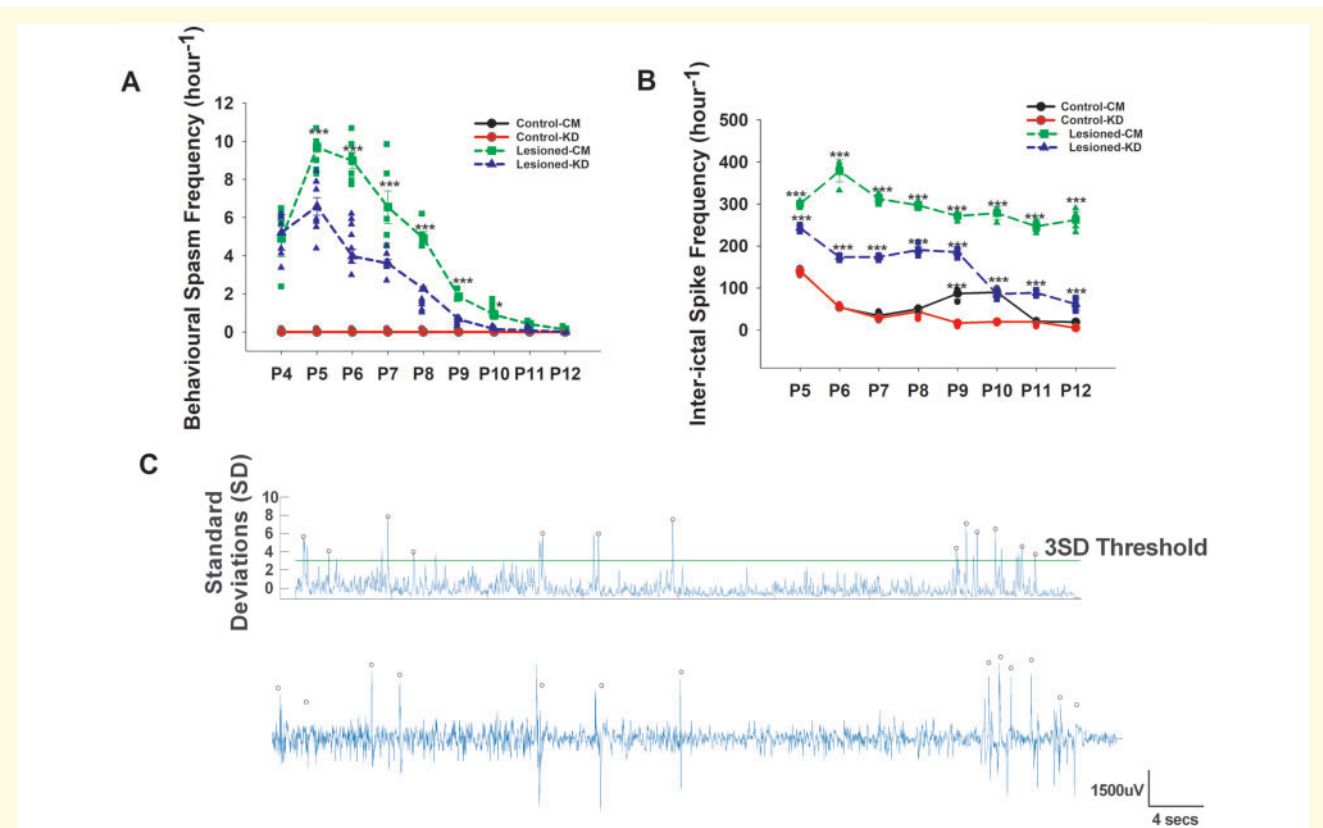 A
Behavioural Spasm Frequency (hour-1)
12
10
8
6
4
2
0
***
***
***
***
***
*
Control-CM
Control-KD
Lesioned-CM
Lesioned-KD
P4 P5 P6 P7 P8 P9 P10 P11 P12
B
Inter-ictal Spike Frequency (hour-1)
500
400
300
200
100
0
Control-CM
Control-KD
Lesioned-CM
Lesioned-KD
*** *** *** *** *** *** *** ***
*** *** *** *** *** *** *** ***
***
P5 P6 P7 P8 P9 P10 P11 P12
C
Standard
Deviations (SD)
10
8
6
4
2
0
3SD Threshold
1500uV
4 secs